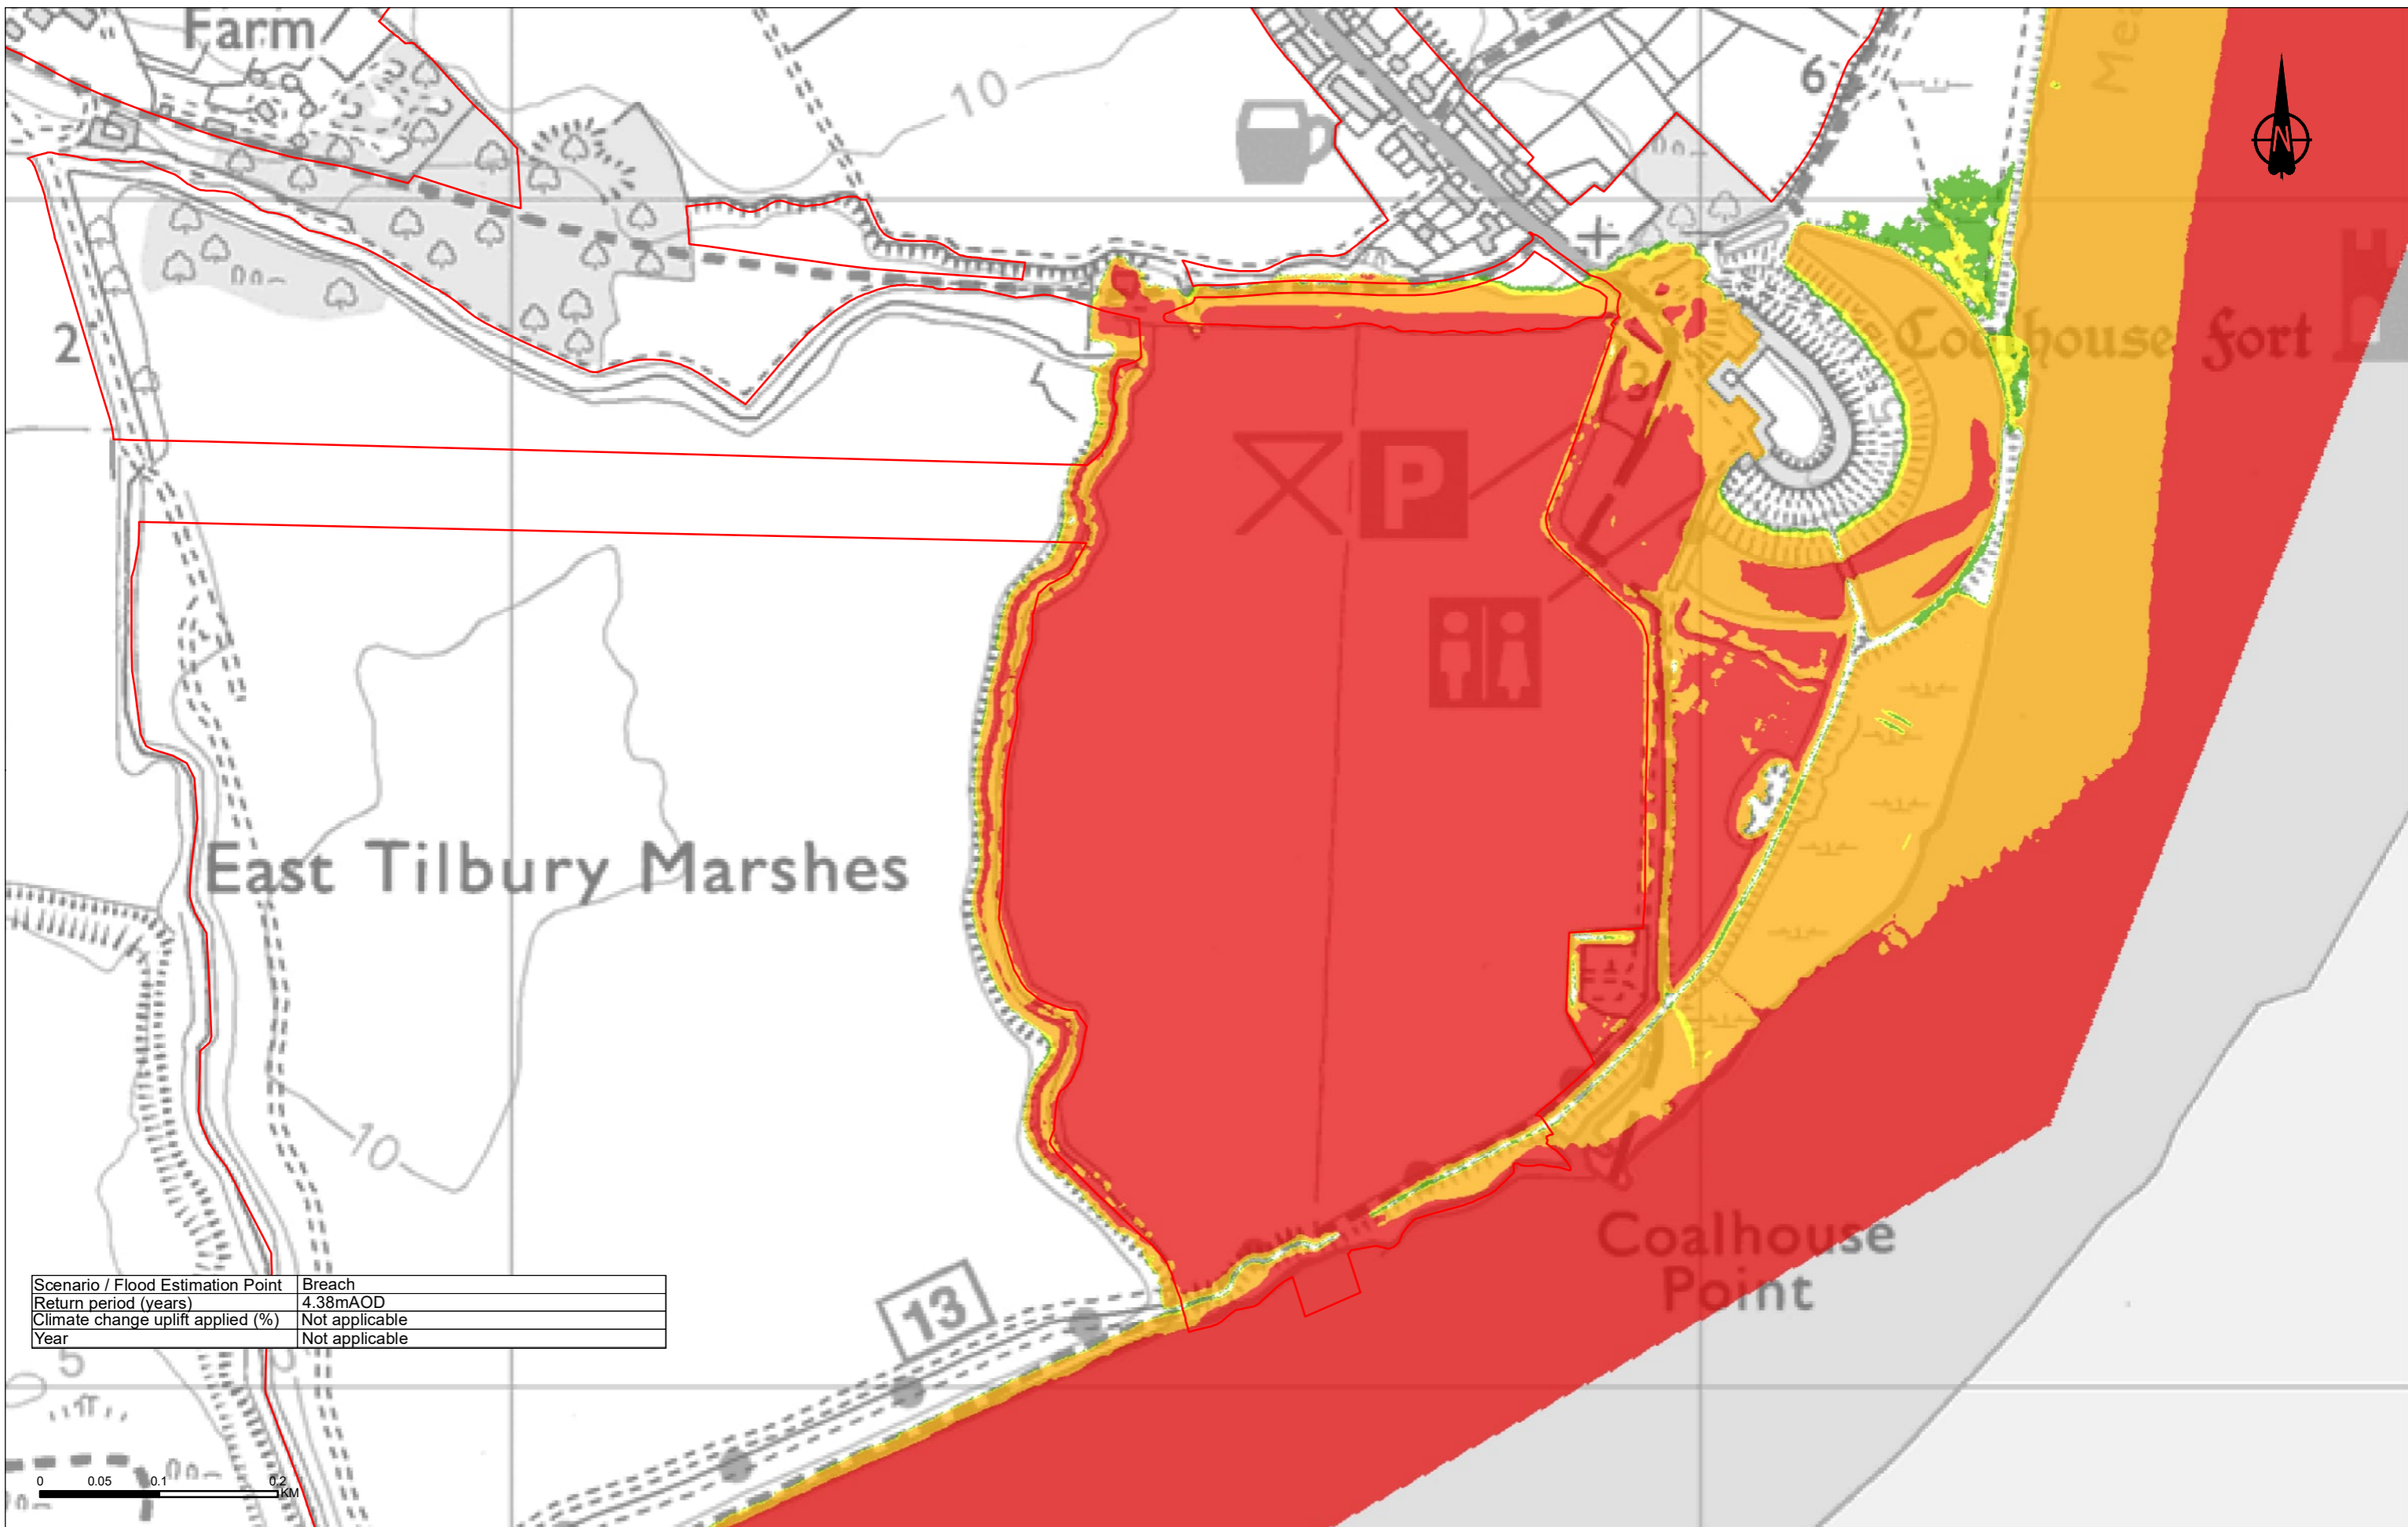 Farm
Mea
10
6
N
2
Coalhouse Fort
3
P
East Tilbury Marshes
10
Coalhouse
Point
13
Scenario / Flood Estimation Point Breach
Return period (years) 4.38mAOD
Climate change uplift applied (%) Not applicable
Year Not applicable
5
0 0.05 0.1 0.2
KM